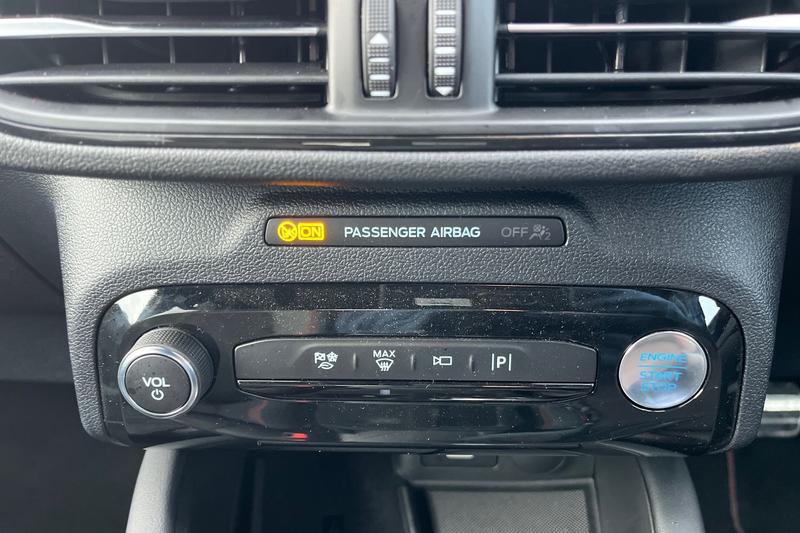 ON PASSENGER AIRBAG OFF
VOL
MAX
P
ENGINE
START
STOP